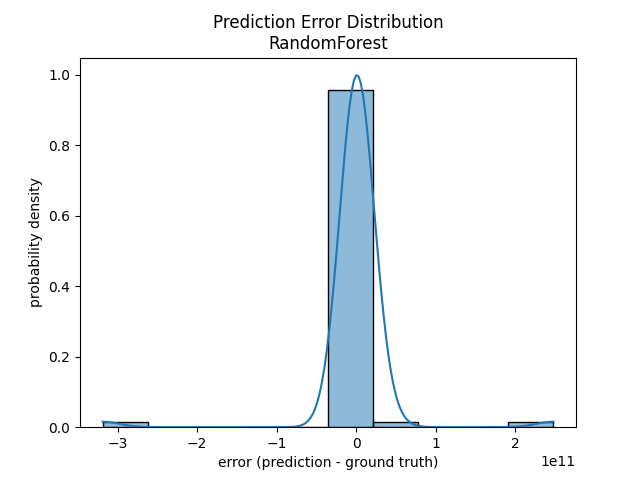 Prediction Error Distribution
RandomForest
probability density
1.0
0.8
0.6
0.4
0.2
0.0
−3
−2
−1
0
1
2
1e11
error (prediction - ground truth)